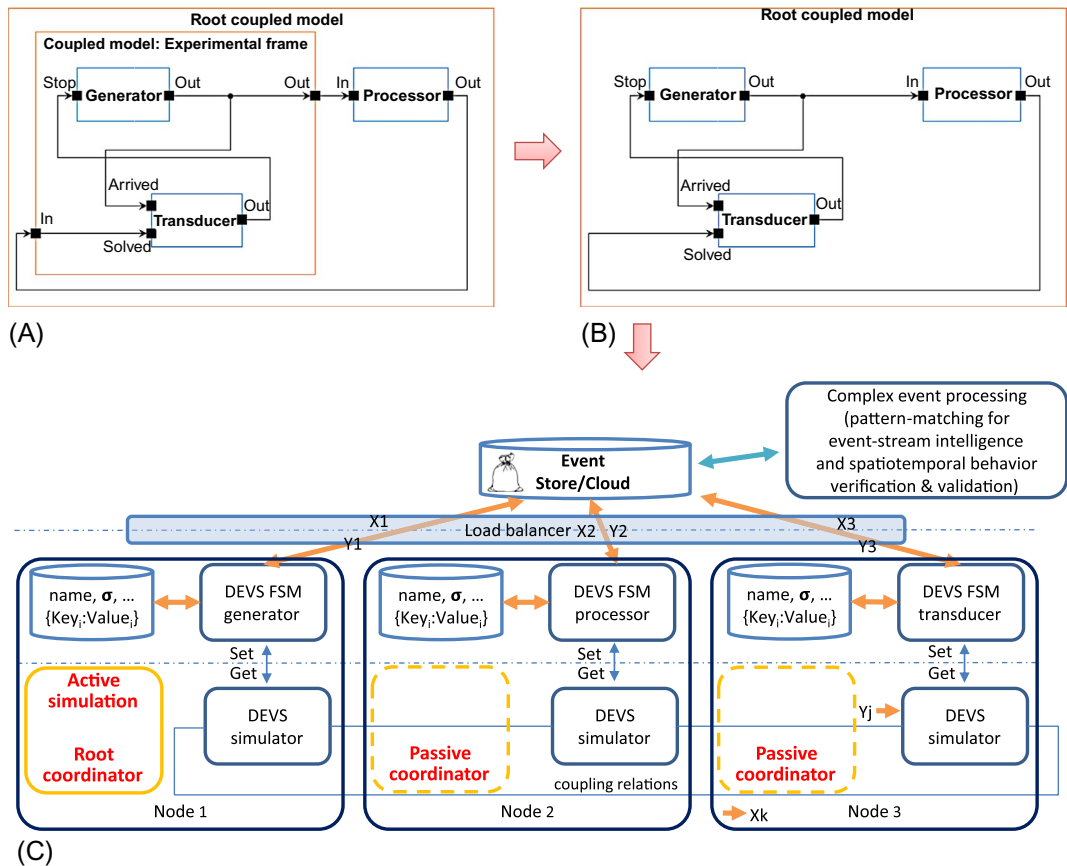 Root coupled model
Coupled model: Experimental frame
Stop
Generator
Out
Out
In
Processor
Out
Arrived
In
Transducer
Out
Solved
(A)
Root coupled model
Stop
Generator
Out
In
Processor
Out
Arrived
Transducer
Out
Solved
(B)
Complex event processing
(pattern-matching for
event-stream intelligence
and spatiotemporal behavior
verification & validation)
Event
Store/Cloud
X1
Load balancer
X2
Y2
X3
Y1
Y3
name, σ, ...
{Keyᵢ:Valueᵢ}
DEVS FSM
generator
name, σ, ...
{Keyᵢ:Valueᵢ}
DEVS FSM
processor
name, σ, ...
{Keyᵢ:Valueᵢ}
DEVS FSM
transducer
Set
Get
Set
Get
Set
Get
Active
simulation
Root
coordinator
DEVS
simulator
Passive
coordinator
DEVS
simulator
Passive
coordinator
Yj
DEVS
simulator
coupling relations
Node 1
Node 2
Xk
Node 3
(C)